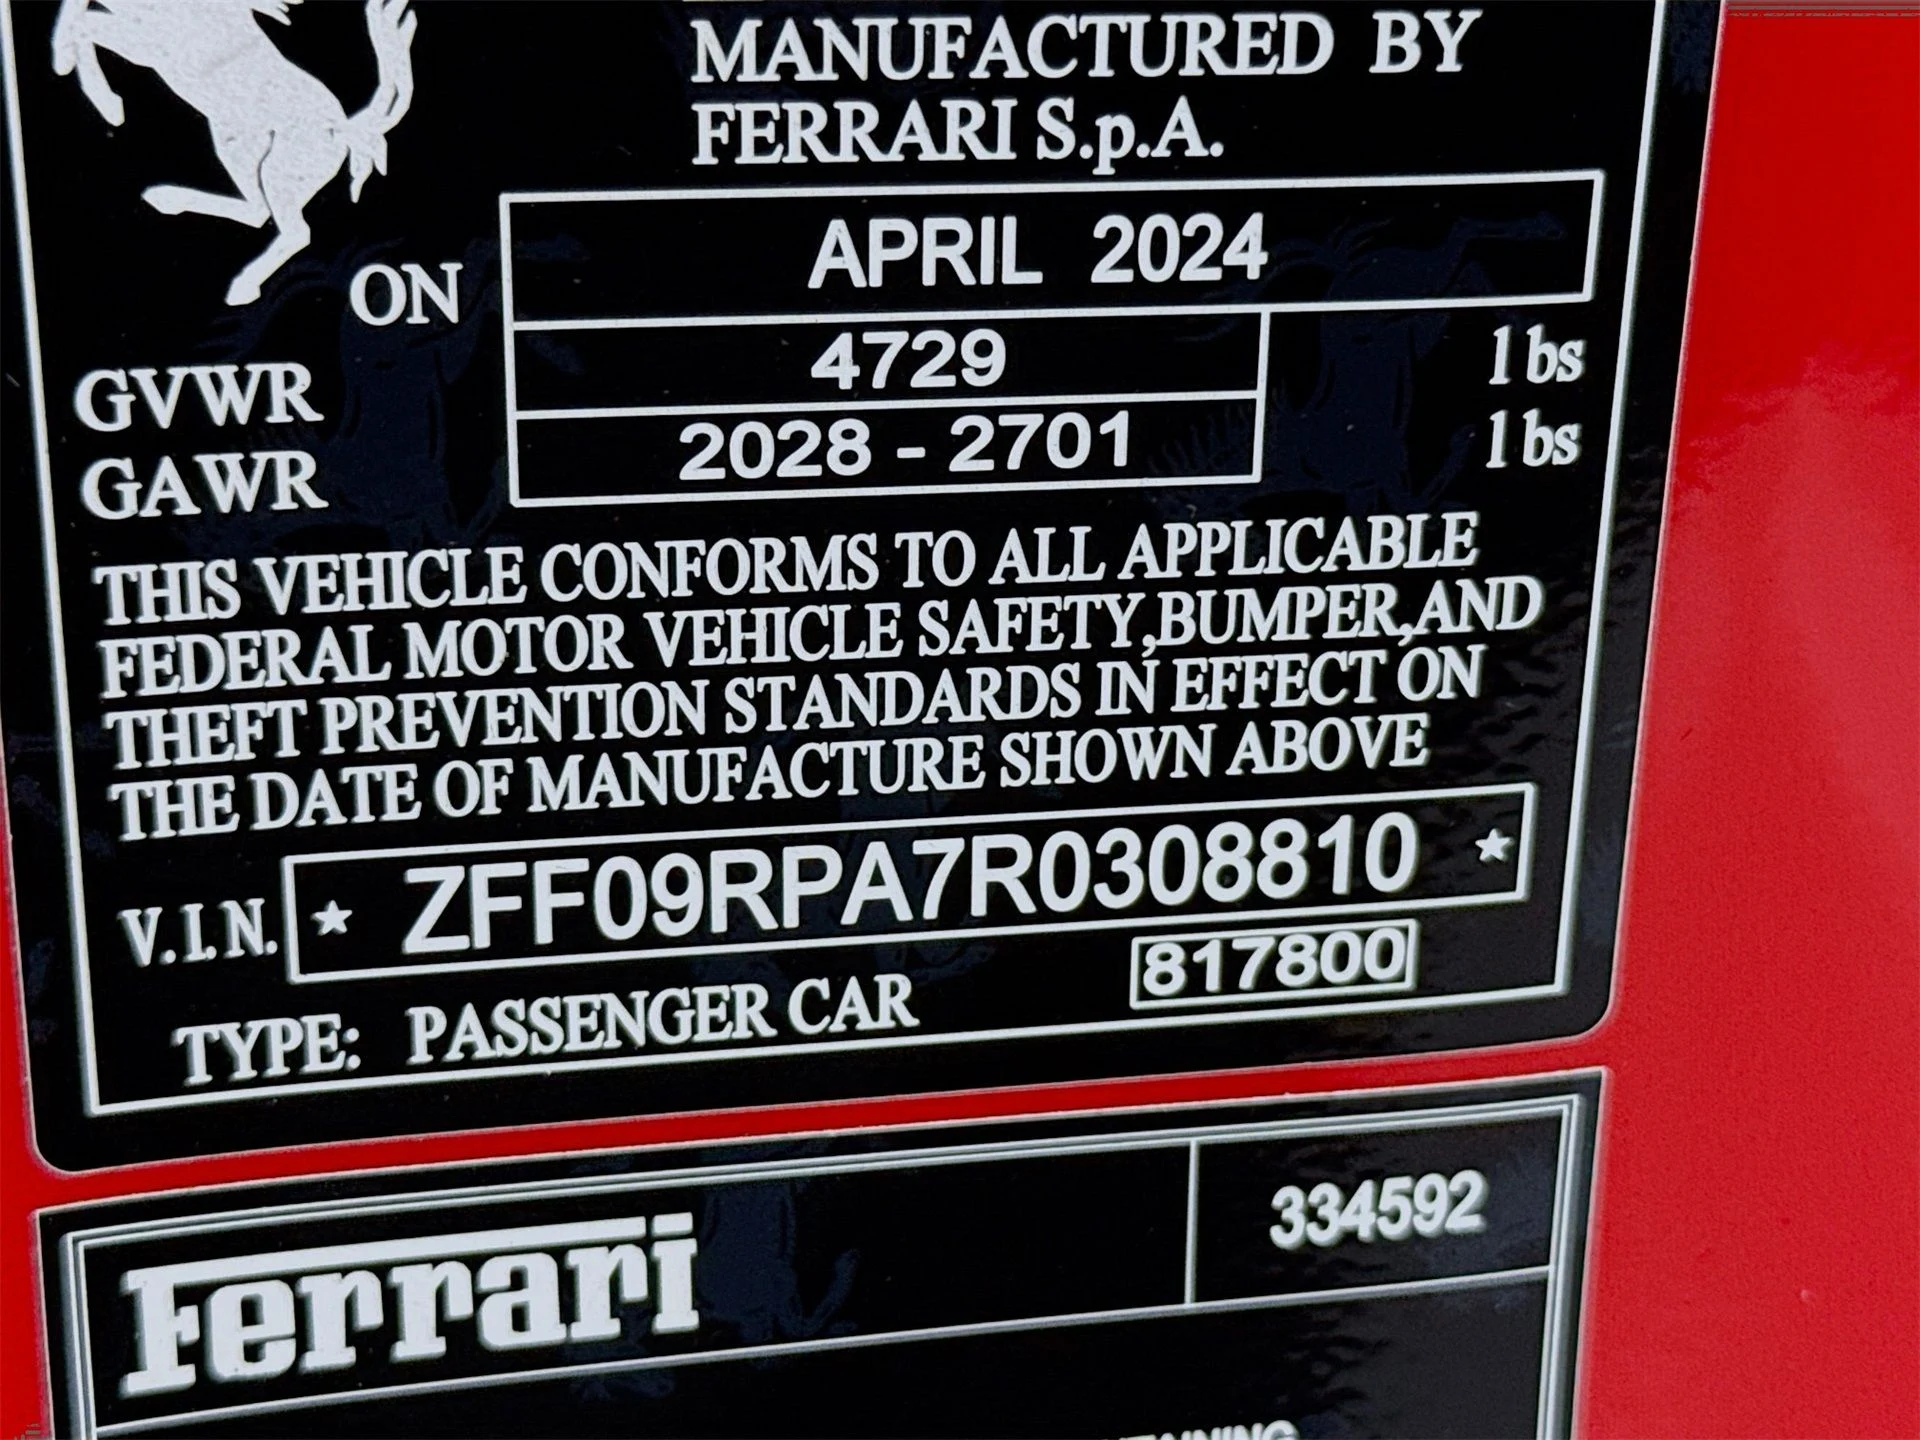 MANUFACTURED BY
FERRARI S.p.A.
ON APRIL 2024
GVWR 4729 lbs
GAWR 2028 - 2701 lbs
THIS VEHICLE CONFORMS TO ALL APPLICABLE
FEDERAL MOTOR VEHICLE SAFETY,BUMPER,AND
THEFT PREVENTION STANDARDS IN EFFECT ON
THE DATE OF MANUFACTURE SHOWN ABOVE
V.I.N. ★ ZFF09RPA7R0308810 ★
817800
TYPE: PASSENGER CAR
Ferrari 334592